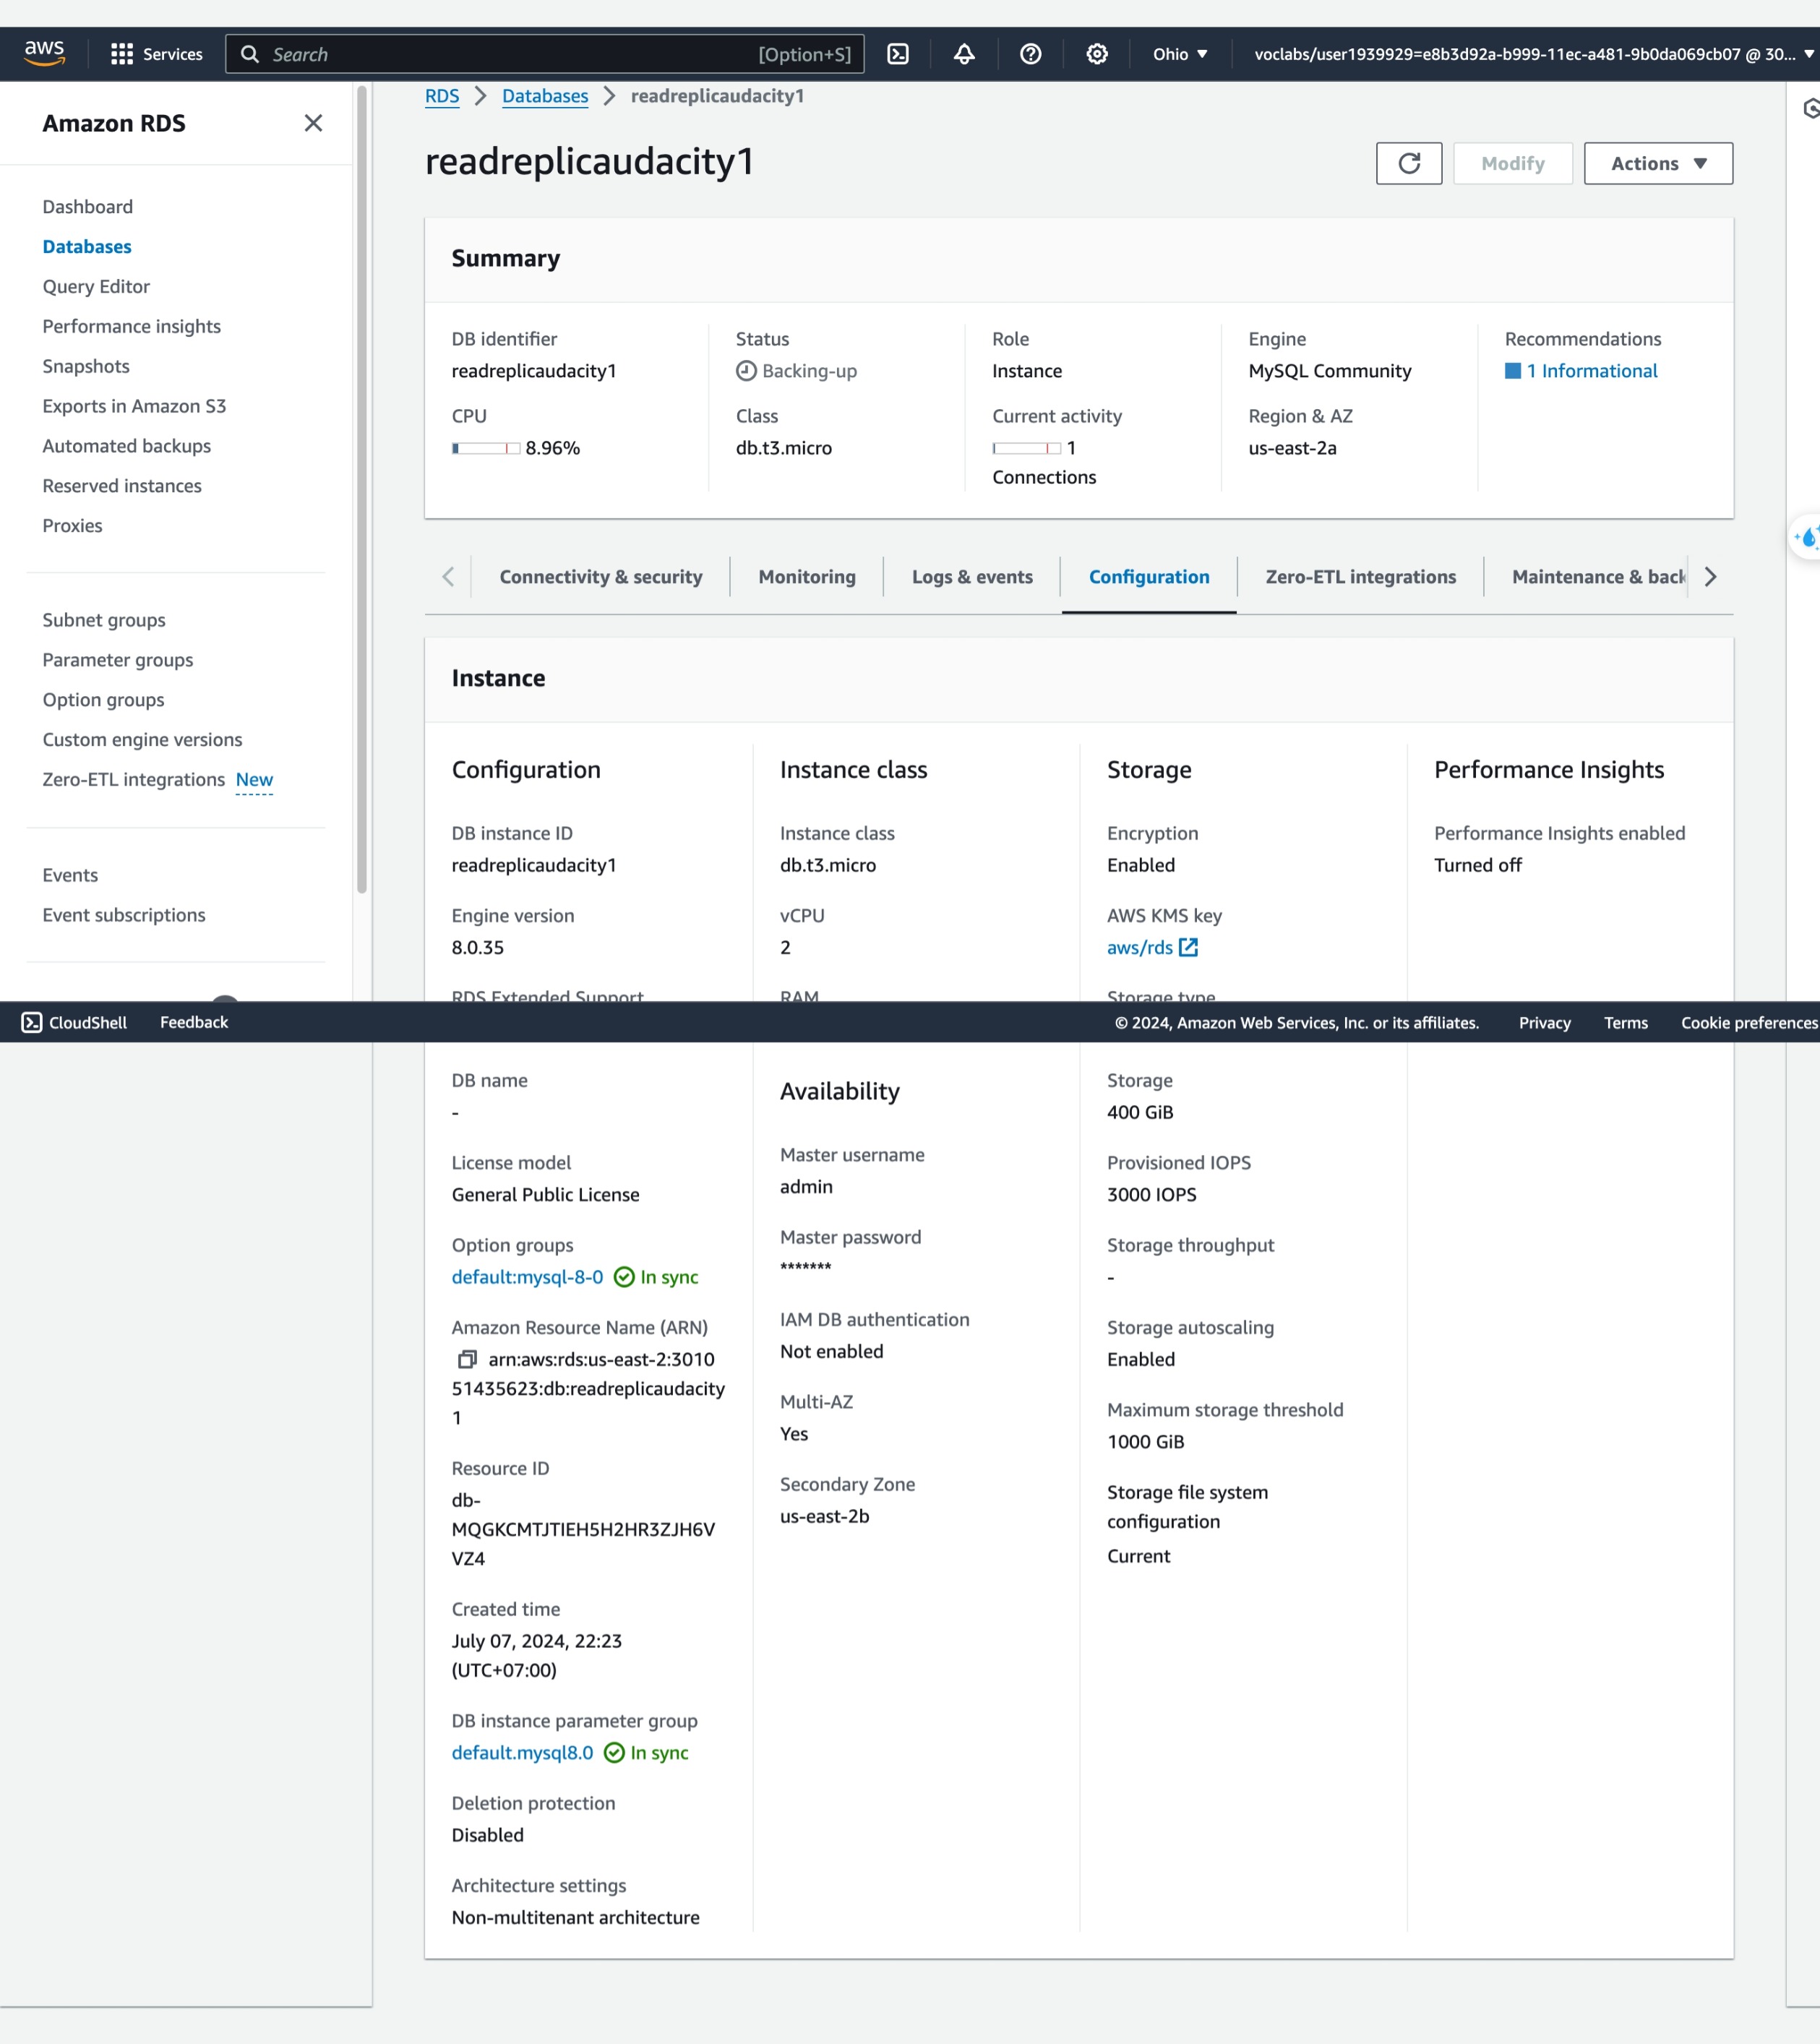 aws
Services
Search
[Option+S]
Ohio
voclabs/user1939929=e8b3d92a-b999-11ec-a481-9b0da069cb07 @ 30...
Amazon RDS
Dashboard
Databases
Query Editor
Performance insights
Snapshots
Exports in Amazon S3
Automated backups
Reserved instances
Proxies
Subnet groups
Parameter groups
Option groups
Custom engine versions
Zero-ETL integrations New
Events
Event subscriptions
RDS > Databases > readreplicaudacity1
readreplicaudacity1
Modify
Actions
Summary
DB identifier
readreplicaudacity1
CPU
8.96%
Status
Backing-up
Class
db.t3.micro
Role
Instance
Current activity
1
Connections
Engine
MySQL Community
Region & AZ
us-east-2a
Recommendations
1 Informational
Connectivity & security
Monitoring
Logs & events
Configuration
Zero-ETL integrations
Maintenance & back
Instance
Configuration
DB instance ID
readreplicaudacity1
Engine version
8.0.35
RDS Extended Support
Instance class
Instance class
db.t3.micro
vCPU
2
RAM
Storage
Encryption
Enabled
AWS KMS key
aws/rds
Storage type
Performance Insights
Performance Insights enabled
Turned off
CloudShell
Feedback
© 2024, Amazon Web Services, Inc. or its affiliates.
Privacy
Terms
Cookie preferences
DB name
-
License model
General Public License
Option groups
default:mysql-8-0 In sync
Amazon Resource Name (ARN)
arn:aws:rds:us-east-2:3010
51435623:db:readreplicaudacity
1
Resource ID
db-
MQGKCMTJTIEH5H2HR3ZJH6V
VZ4
Created time
July 07, 2024, 22:23
(UTC+07:00)
DB instance parameter group
default.mysql8.0 In sync
Deletion protection
Disabled
Architecture settings
Non-multitenant architecture
Availability
Master username
admin
Master password
*******
IAM DB authentication
Not enabled
Multi-AZ
Yes
Secondary Zone
us-east-2b
Storage
400 GiB
Provisioned IOPS
3000 IOPS
Storage throughput
-
Storage autoscaling
Enabled
Maximum storage threshold
1000 GiB
Storage file system
configuration
Current